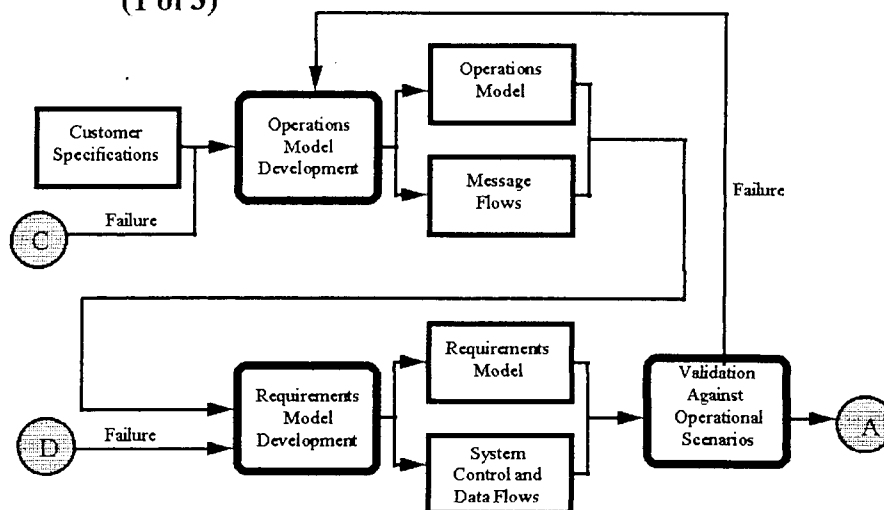 (1 of 3)
Operations
Model
Customer
Specifications
Operations
Model
Development
Message
Flows
Failure
Failure
C
Requirements
Model
Requirements
Model
Development
Validation
Against
Operational
Scenarios
Failure
D
A
System
Control and
Data Flows